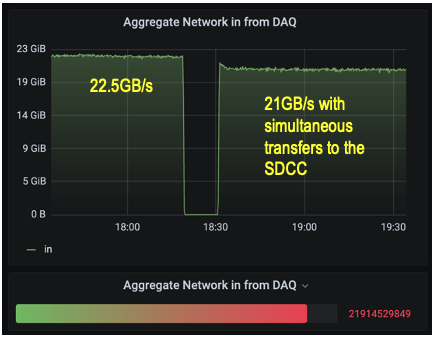 Aggregate Network in from DAQ
23 GiB
19 GiB
14 GiB
9 GiB
5 GiB
0 B
22.5GB/s
21GB/s with
simultaneous
transfers to the
SDCC
18:00
18:30
19:00
19:30
in
Aggregate Network in from DAQ
21914529849